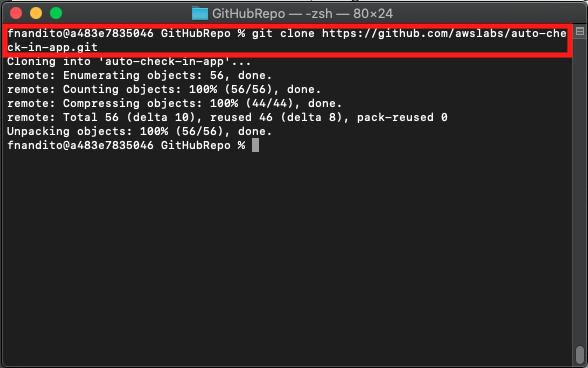 GitHubRepo — -zsh — 80×24
fnandito@a483e7835046 GitHubRepo % git clone https://github.com/awslabs/auto-che
ck-in-app.git
Cloning into 'auto-check-in-app'...
remote: Enumerating objects: 56, done.
remote: Counting objects: 100% (56/56), done.
remote: Compressing objects: 100% (44/44), done.
remote: Total 56 (delta 10), reused 46 (delta 8), pack-reused 0
Unpacking objects: 100% (56/56), done.
fnandito@a483e7835046 GitHubRepo %